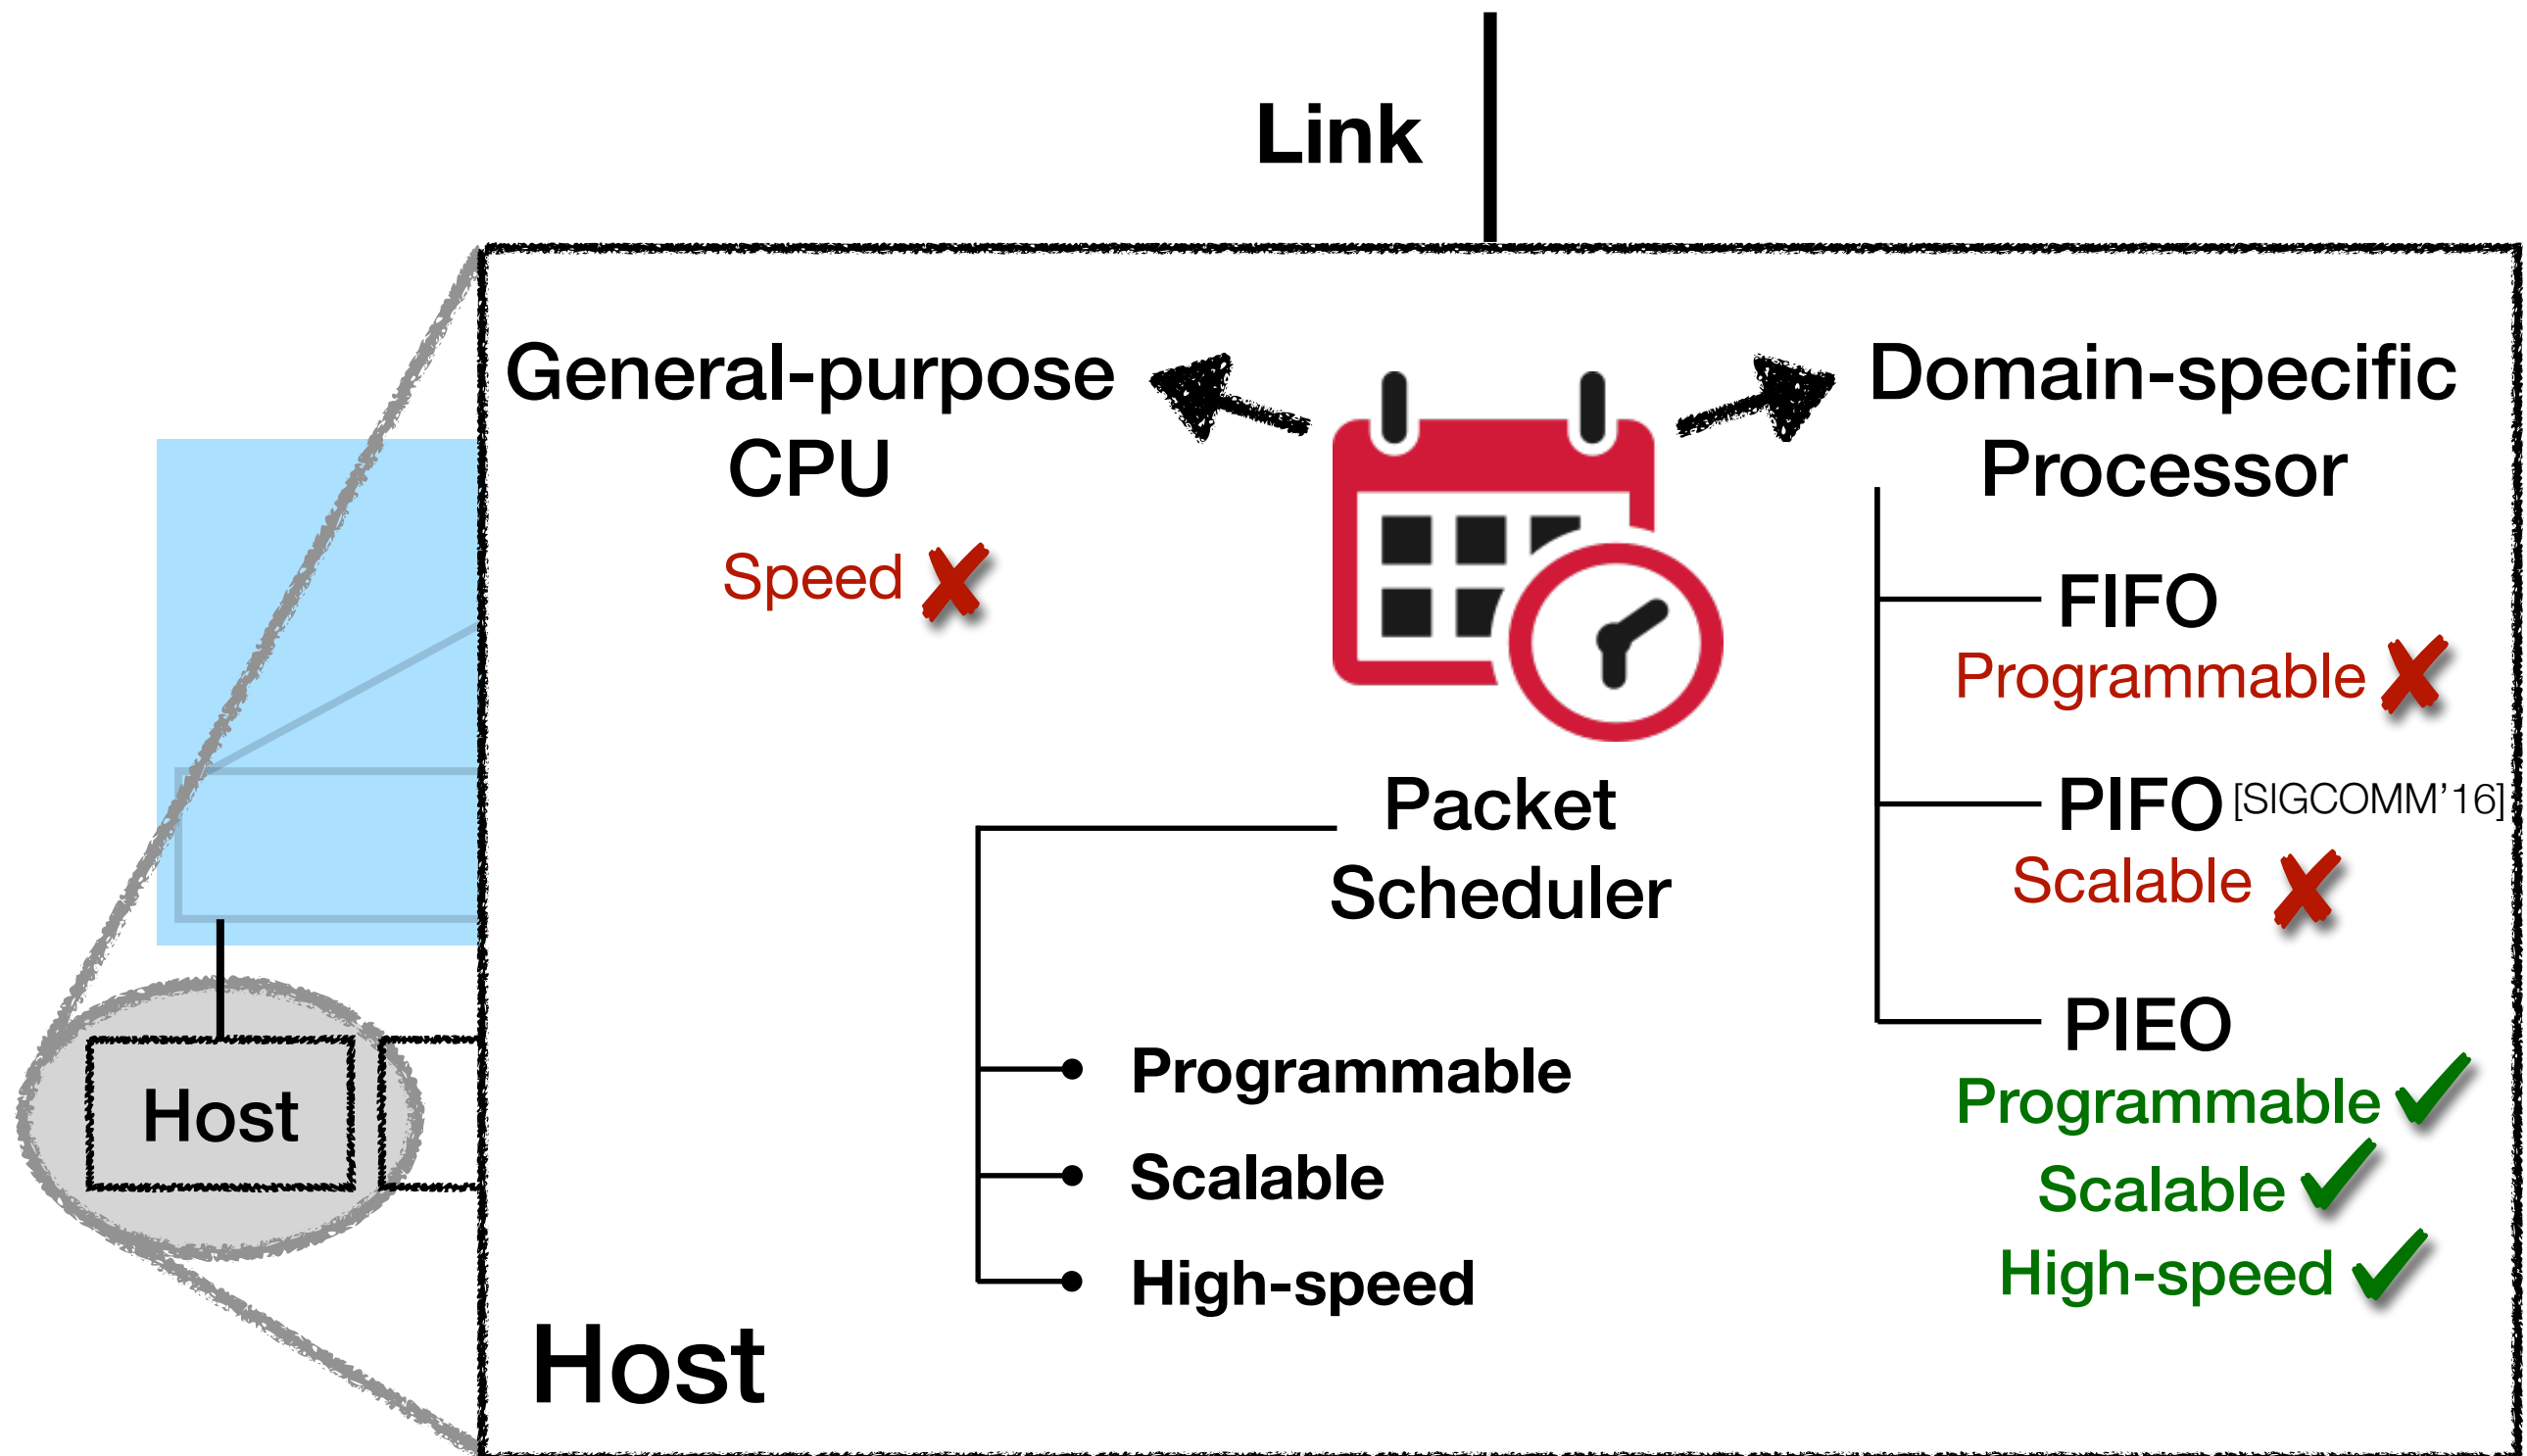 Link
General-purpose
CPU
Speed
Domain-specific
Processor
FIFO
Programmable
PIFO [SIGCOMM'16]
Scalable
PIEO
Programmable
Scalable
High-speed
Packet
Scheduler
Programmable
Scalable
High-speed
Host
Host